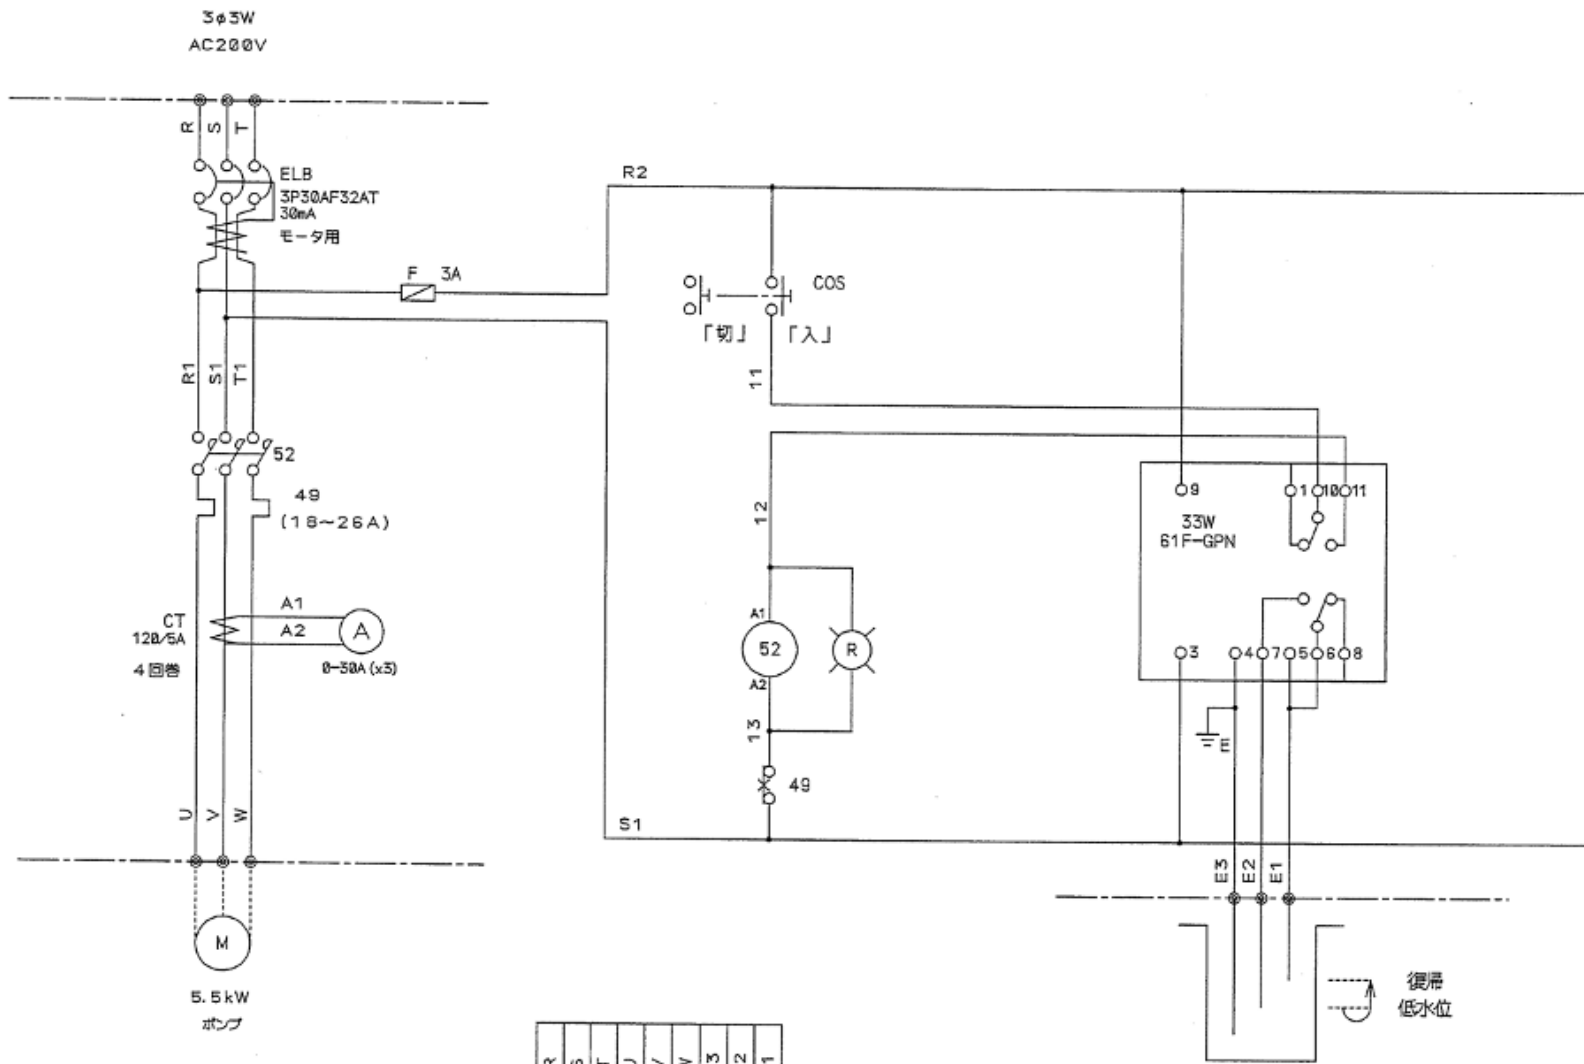 3φ3W
AC200V
R S T
ELB
3P30AF32AT
30mA
モータ用
F 3A
R2
COS
「切」 「入」
R1 S1 T1
11
52
49
(18~26A)
12
9 1 10 11
33W
61F-GPN
CT
120/5A
4回巻
A1
A2
A
0-30A(x3)
A1
52
A2
R
3 4 7 5 6 8
13
E
49
U V W
S1
E3 E2 E1
M
5.5kW
ポンプ
復帰
低水位
R S T U V W 3 2 1